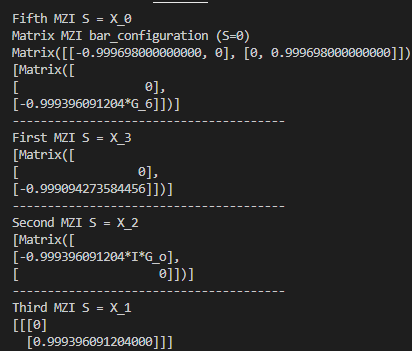 Fifth MZI S = X_0
Matrix MZI bar_configuration (S=0)
Matrix([[-0.999698000000000, 0], [0, 0.999698000000000]])
[Matrix([
[                 0],
[-0.999396091204*G_6]])]
---------------------------------------
First MZI S = X_3
[Matrix([
[                 0],
[-0.999094273584456]])]
---------------------------------------
Second MZI S = X_2
[Matrix([
[-0.999396091204*I*G_o],
[                    0]])]
---------------------------------------
Third MZI S = X_1
[[[0]
  [0.999396091204000]]]